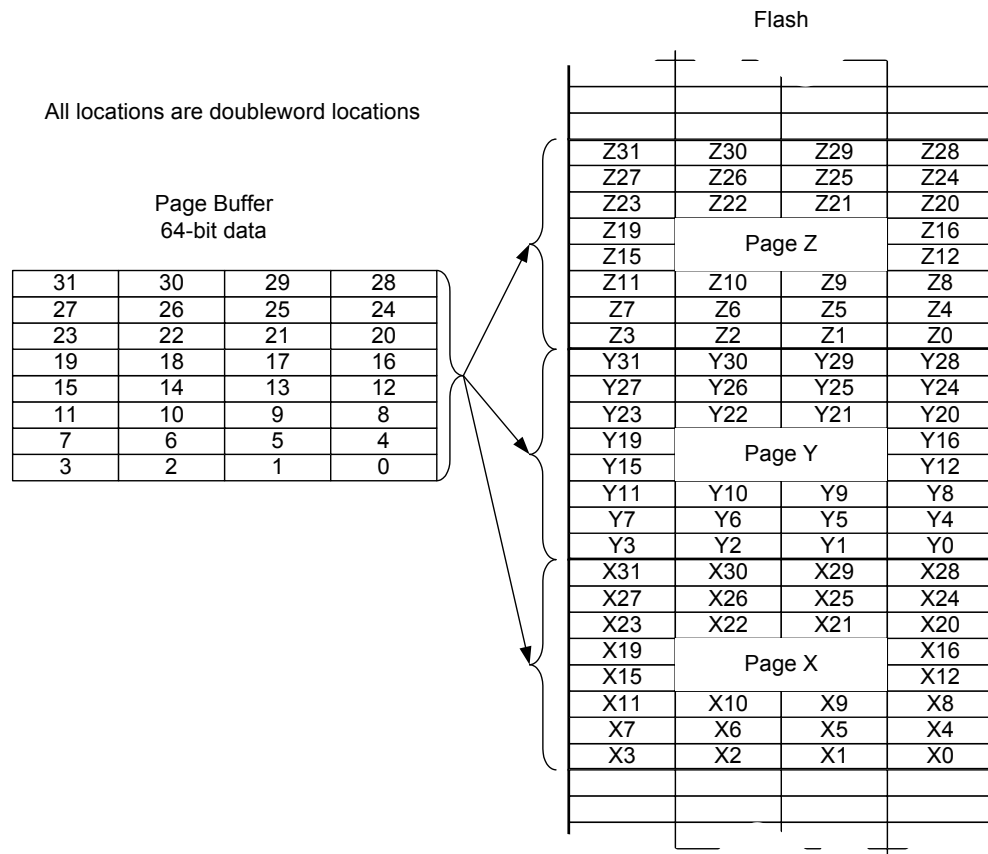 Flash
All locations are doubleword locations
Page Buffer
64-bit data
31 30 29 28
27 26 25 24
23 22 21 20
19 18 17 16
15 14 13 12
11 10 9 8
7 6 5 4
3 2 1 0
Z31 Z30 Z29 Z28
Z27 Z26 Z25 Z24
Z23 Z22 Z21 Z20
Z19 Z16
Page Z
Z15 Z12
Z11 Z10 Z9 Z8
Z7 Z6 Z5 Z4
Z3 Z2 Z1 Z0
Y31 Y30 Y29 Y28
Y27 Y26 Y25 Y24
Y23 Y22 Y21 Y20
Y19 Y16
Page Y
Y15 Y12
Y11 Y10 Y9 Y8
Y7 Y6 Y5 Y4
Y3 Y2 Y1 Y0
X31 X30 X29 X28
X27 X26 X25 X24
X23 X22 X21 X20
X19 X16
Page X
X15 X12
X11 X10 X9 X8
X7 X6 X5 X4
X3 X2 X1 X0